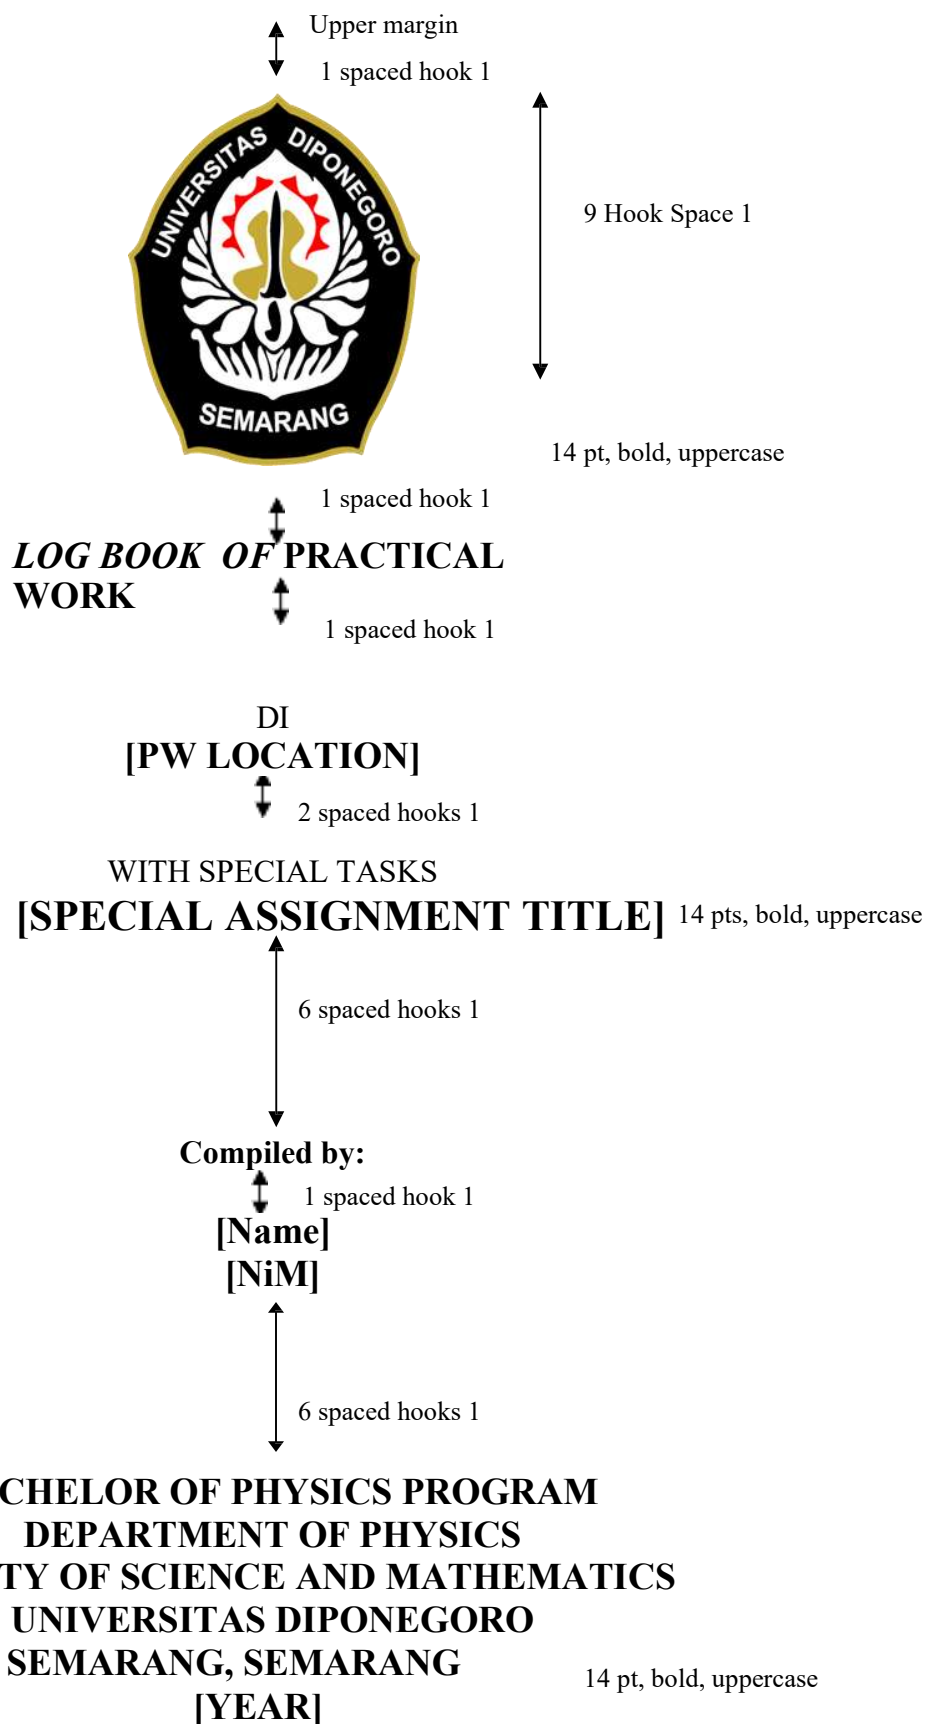 Upper margin
1 spaced hook 1
UNIVERSITAS DIPONEGORO
9 Hook Space 1
SEMARANG
14 pt, bold, uppercase
1 spaced hook 1
LOG BOOK OF PRACTICAL
WORK
1 spaced hook 1
DI
[PW LOCATION]
2 spaced hooks 1
WITH SPECIAL TASKS
[SPECIAL ASSIGNMENT TITLE] 14 pts, bold, uppercase
6 spaced hooks 1
Compiled by:
1 spaced hook 1
[Name]
[NiM]
6 spaced hooks 1
CHELOR OF PHYSICS PROGRAM
DEPARTMENT OF PHYSICS
TY OF SCIENCE AND MATHEMATICS
UNIVERSITAS DIPONEGORO
SEMARANG, SEMARANG
14 pt, bold, uppercase
[YEAR]